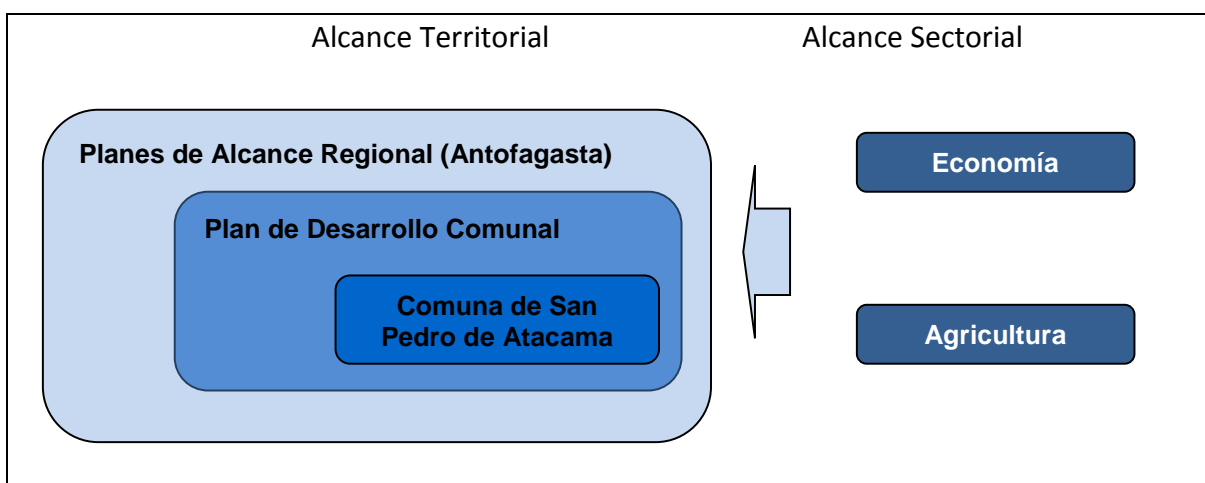 Alcance Territorial
Alcance Sectorial
Planes de Alcance Regional (Antofagasta)
Plan de Desarrollo Comunal
Comuna de San
Pedro de Atacama
Economía
Agricultura